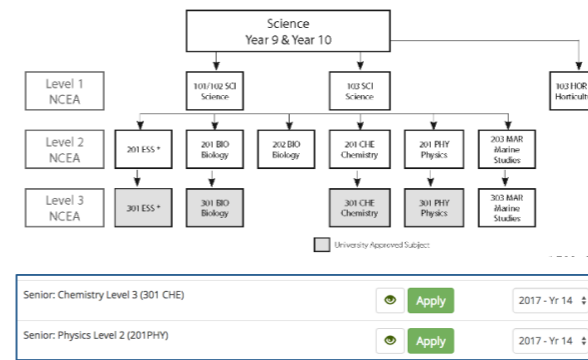 Science
Year 9 & Year 10
Level 1
NCEA
101/102 SCI
Science
103 SCI
Science
103 HOR
Level 2
NCEA
201 ESS *
201 BIO
Biology
202 BIO
Biology
201 CHE
Chemistry
201 PHY
Physics
203 MAR
Marine
Studies
Level 3
NCEA
301 ESS *
301 BIO
Biology
301 CHE
Chemistry
301 PHY
Physics
303 MAR
Marine
Studies
University Approved Subject
Senior: Chemistry Level 3 (301 CHE)
Apply
2017 - Yr 14
Senior: Physics Level 2 (201PHY)
Apply
2017 - Yr 14